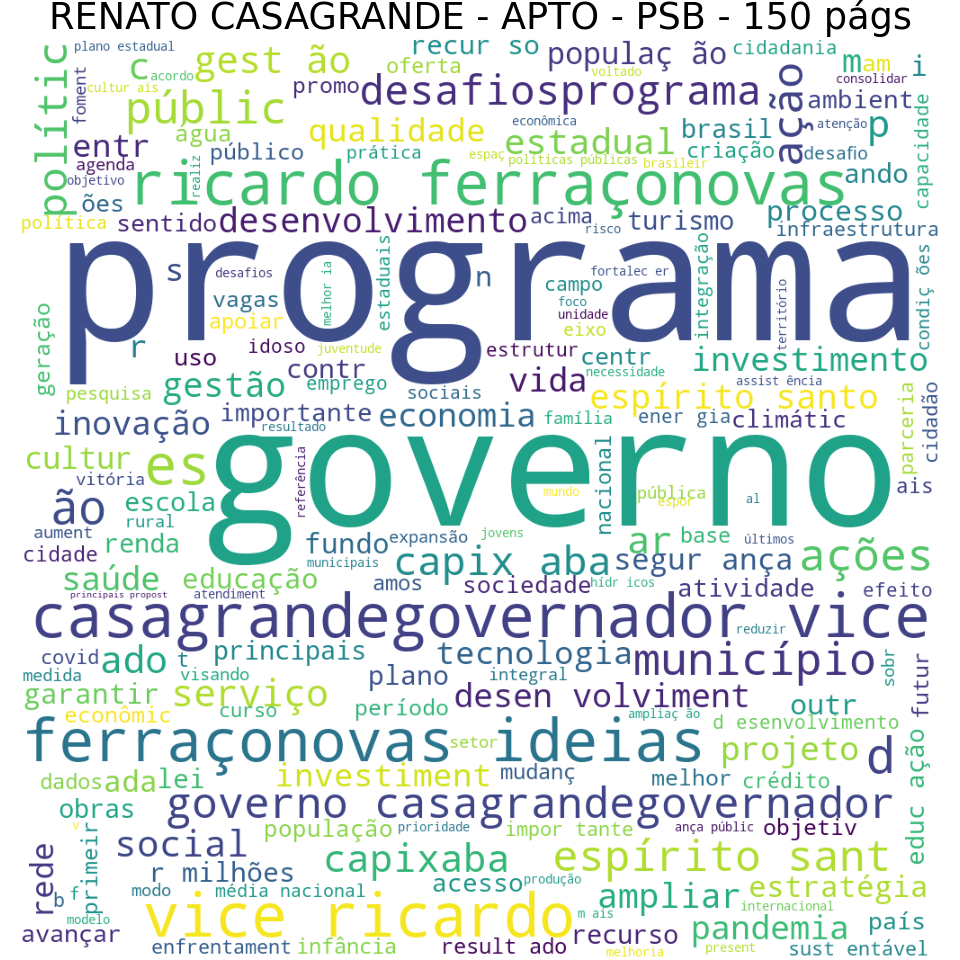 RENATO CASAGRANDE - APTO - PSB - 150 págs
plano estadual
recur so
populaç ão
cidadania
polític
c
acordo
gest ão
oferta
voltado
m
am
i
foment
cultur ais
promo
desafiosprograma
ação
consolidar
públic
ambient
econômica
capacidade
água
qualidade
estadual
brasil
atenção
p
entr
agenda
público
prática
espaç
políticas públicas
brasileir
criação
desafio
objetivo
realiz
ricardo ferraçonovas
ando
ões
política
sentido
desenvolvimento
acima
risco
turismo
processo
infraestrutura
programa
s
desafios
melhor ia
estaduais
n
fortalec er
integração
território
condiç ões
vagas
campo
foco
unidade
apoiar
eixo
geração
r
uso
idoso
juventude
estrutur
centr
necessidade
investimento
contr
pesquisa
gestão
emprego
sociais
vida
assist ência
espírito santo
parceria
cidadão
inovação
importante
resultado
economia
família
ener gia
climátic
cultur
es
governo
vitória
referência
mundo
nacional
pública
espor
al
ais
ão
escola
rural
aument
cidade
renda
fundo
expansão
municipais
jovens
ar
base
últimos
capix aba
segur ança
ações
saúde
educação
amos
sociedade
hídr icos
atividade
efeito
principais propost
atendiment
casagrandegovernador vice
reduzir
covid
ado
t
principais
tecnologia
município
sobr
medida
visando
plano
integral
futur
garantir
serviço
curso
período
desen volviment
outr
econômic
ampliaç ão
d esenvolvimento
ferraçonovas ideias
setor
projeto
d
educ ação
dados
ada
lei
investiment
mudanç
melhor
crédito
obras
governo casagrandegovernador
v
população
prioridade
impor tante
ança públic
objetiv
social
primeir
rede
capixaba
espírito sant
r milhões
b
f
modo
média nacional
acesso
produção
ampliar
estratégia
modelo
vice ricardo
m ais
internacional
avançar
recurso
pandemia
país
enfrentament
infância
result ado
melhoria
present
sust entável